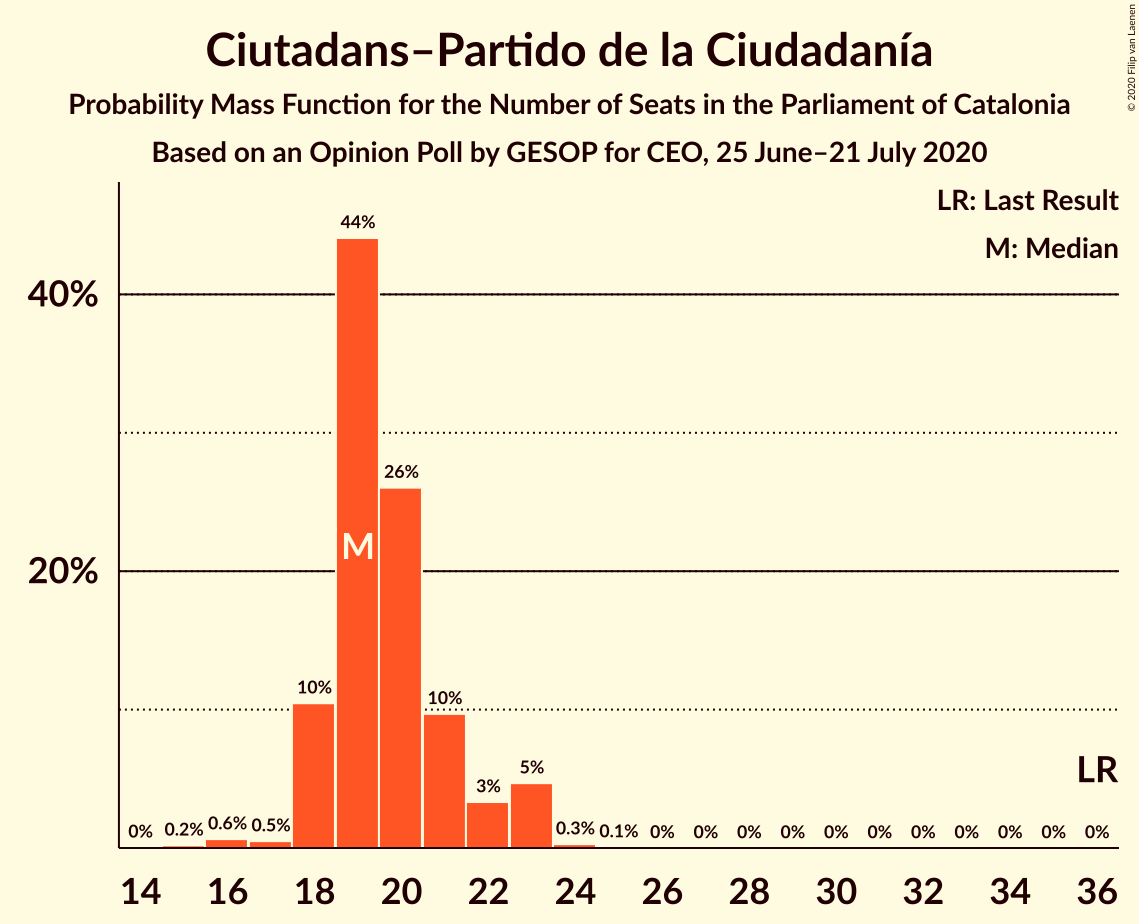 Ciutadans–Partido de la Ciudadanía
Probability Mass Function for the Number of Seats in the Parliament of Catalonia
Based on an Opinion Poll by GESOP for CEO, 25 June–21 July 2020
© 2020 Filip van Laenen
LR: Last Result
M: Median
44%
40%
26%
M
20%
10%
10%
LR
5%
3%
0% 0.2% 0.6% 0.5% 0.3% 0.1% 0% 0% 0% 0% 0% 0% 0% 0% 0% 0% 0%
14 16 18 20 22 24 26 28 30 32 34 36